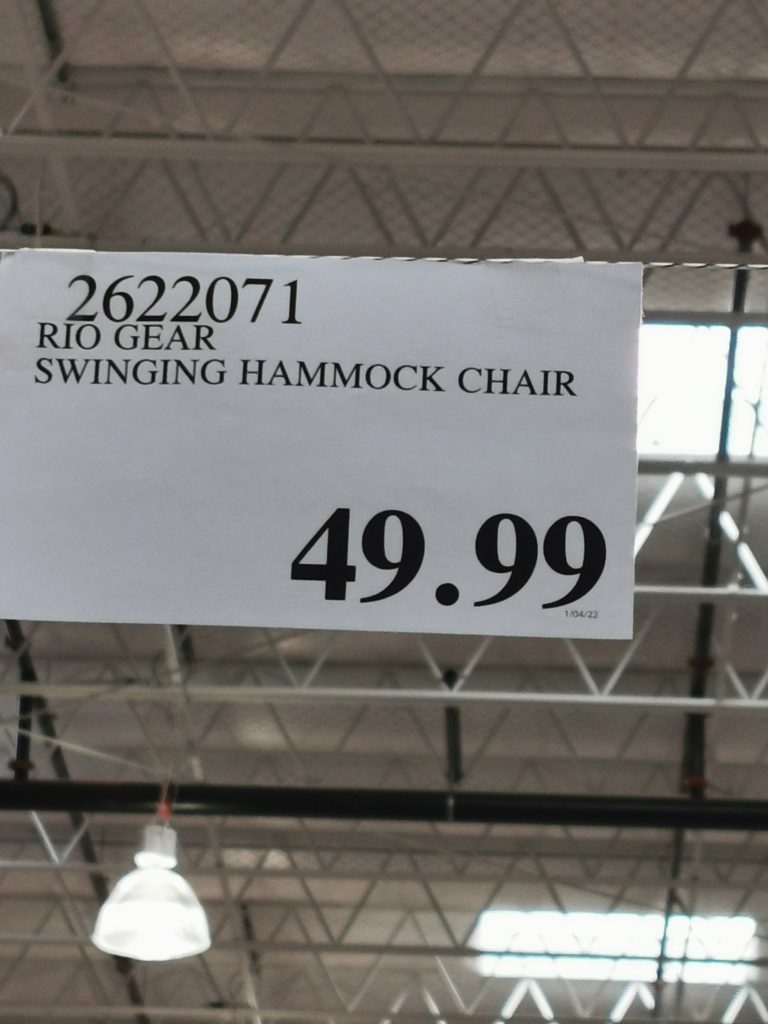 2622071
RIO GEAR
SWINGING HAMMOCK CHAIR
49.99
1/04/22